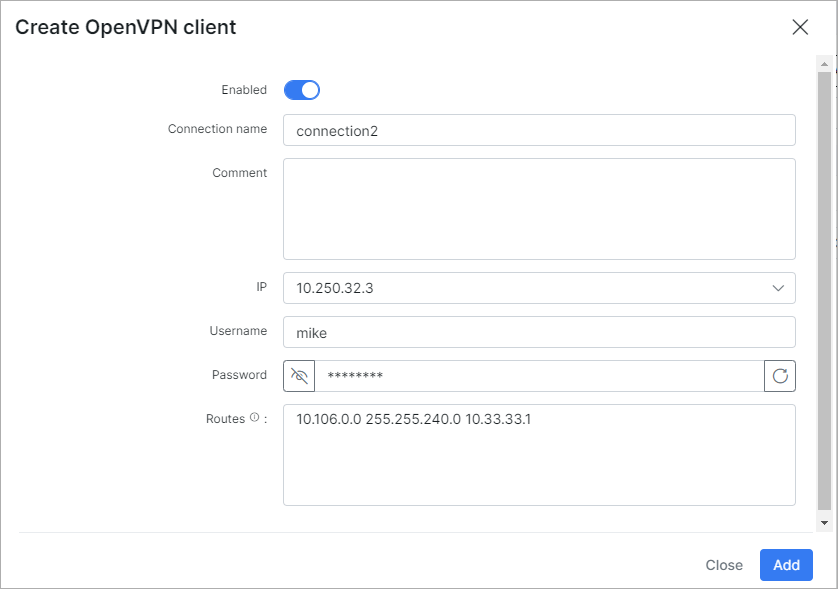 Create OpenVPN client
Enabled
Connection name
connection2
Comment
IP
10.250.32.3
Username
mike
Password
********
Routes :
10.106.0.0 255.255.240.0 10.33.33.1
Close
Add